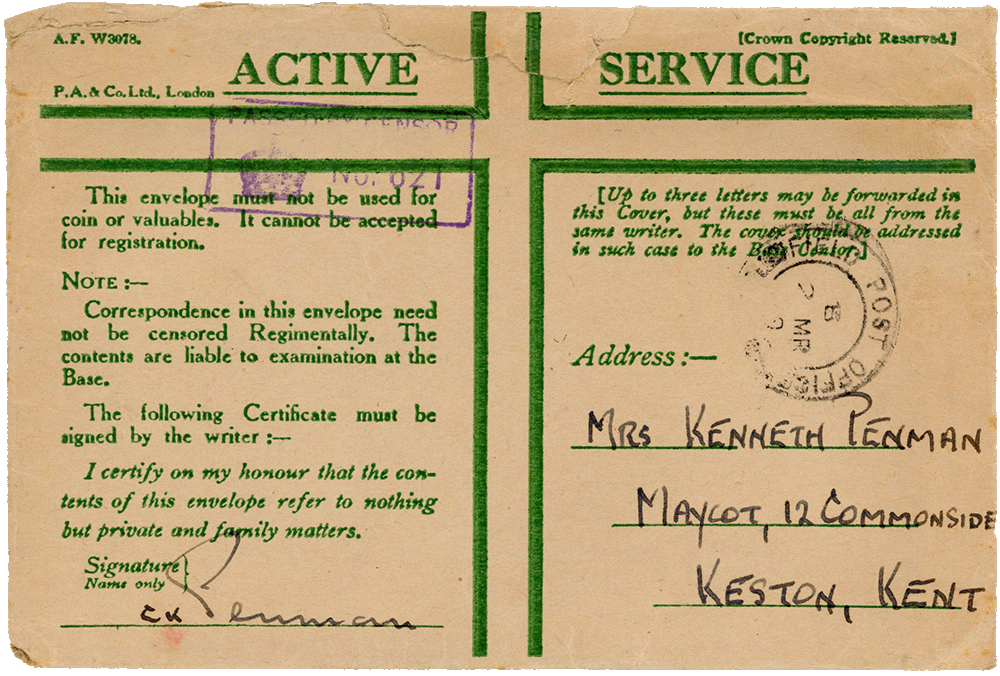 A.F. W3078.
[Crown Copyright Reserved.]
ACTIVE SERVICE
P.A. & Co. Ltd., London
PASSED BY CENSOR
No. 621
This envelope must not be used for
coin or valuables. It cannot be accepted
for registration.
NOTE :—
Correspondence in this envelope need
not be censored Regimentally. The
contents are liable to examination at the
Base.
The following Certificate must be
signed by the writer :—
I certify on my honour that the con-
tents of this envelope refer to nothing
but private and family matters.
Signature
Name only
CK Penman
[Up to three letters may be forwarded in
this Cover, but these must be all from the
same writer. The cover should be addressed
in such case to the Base Censor.]
FIELD POST OFFICE
MR
Address :—
MRS KENNETH PENMAN
MAYCOT, 12 COMMONSIDE
KESTON, KENT